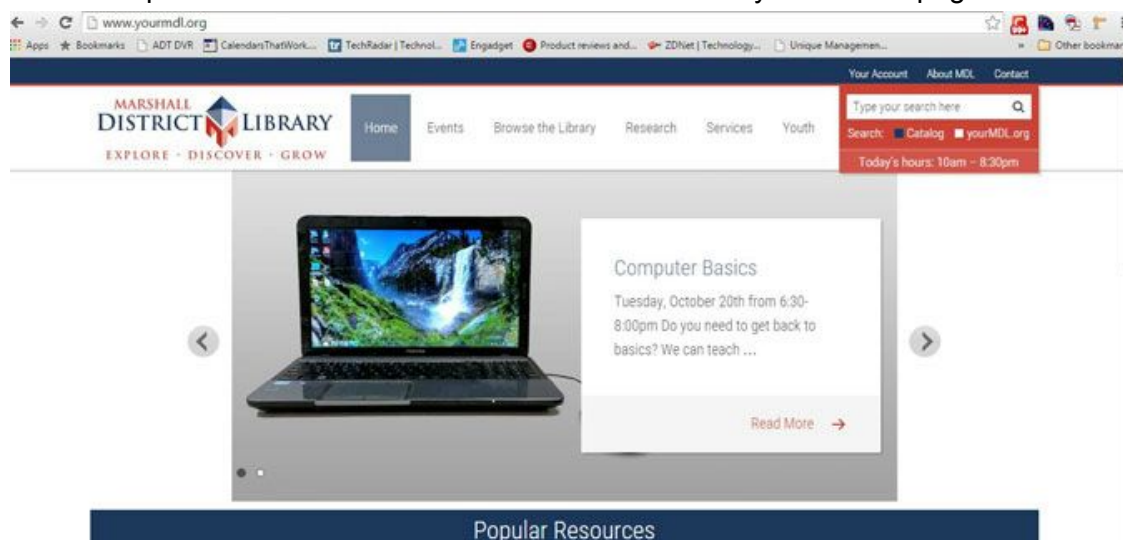 www.yourmdl.org
Apps Bookmarks ADT DVR CalendarsThatWork.... TechRadar | Technol... Engadget Product reviews and... ZDNet | Technology... Unique Managemen... » Other bookmar
Your Account About MDL Contact
MARSHALL
DISTRICT LIBRARY
EXPLORE - DISCOVER - GROW
Home Events Browse the Library Research Services Youth
Type your search here
Search: Catalog yourMDL.org
Today's hours: 10am – 8:30pm
Computer Basics
Tuesday, October 20th from 6:30-
8:00pm Do you need to get back to
basics? We can teach ...
Read More →
Popular Resources